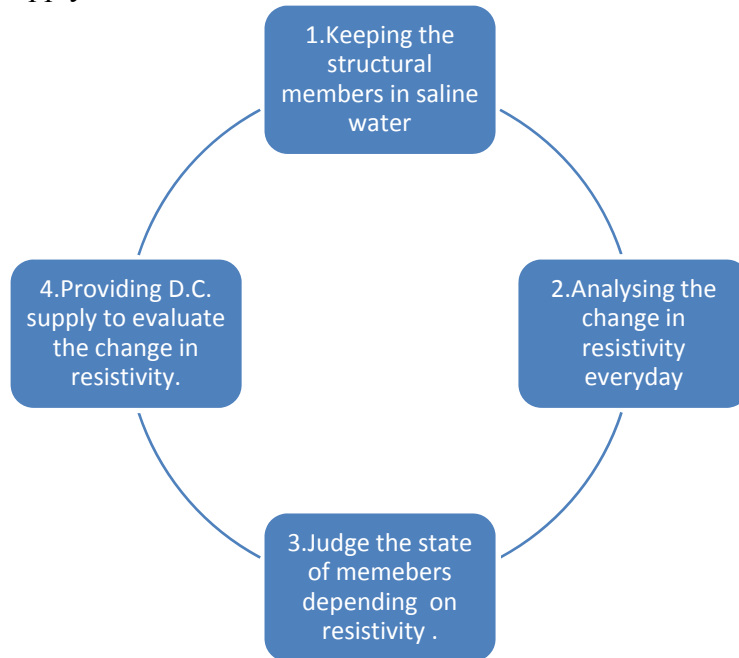 1.Keeping the
structural
members in saline
water
2.Analysing the
change in
resistivity
everyday
3.Judge the state
of memebers
depending on
resistivity .
4.Providing D.C.
supply to evaluate
the change in
resistivity.